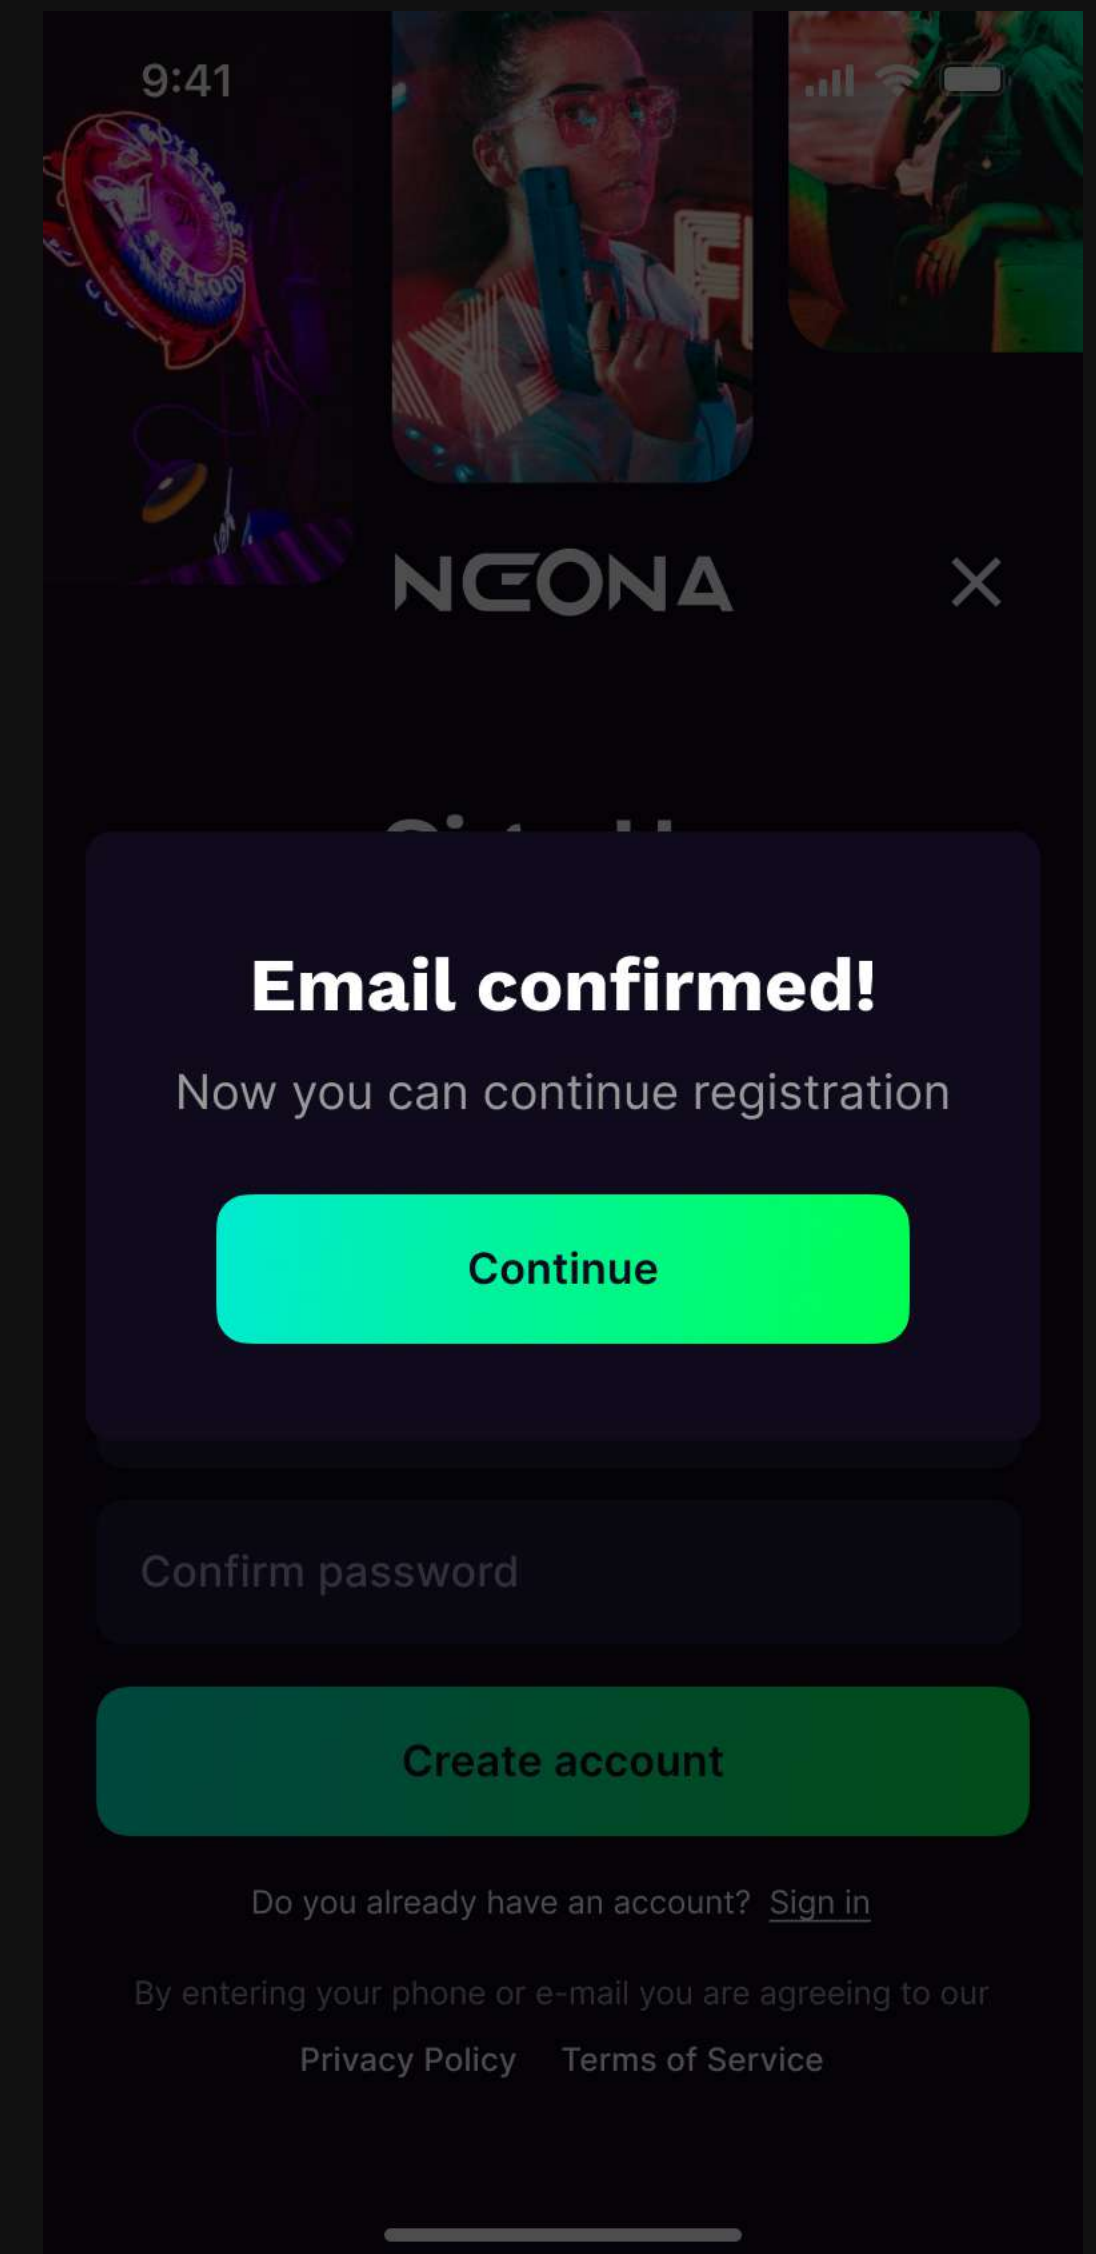 9:41
NEONA
Email confirmed!
Now you can continue registration
Continue
Confirm password
Create account
Do you already have an account? Sign in
By entering your phone or e-mail you are agreeing to our
Privacy Policy Terms of Service